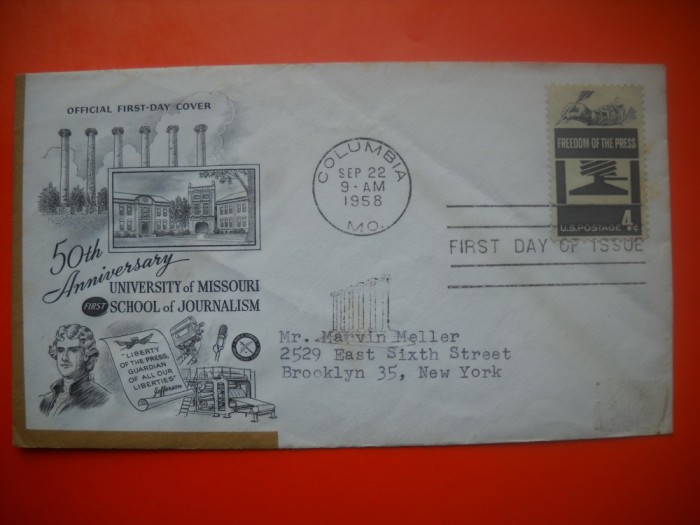 OFFICIAL FIRST-DAY COVER
50th
Anniversary
UNIVERSITY of MISSOURI
FIRST SCHOOL of JOURNALISM
"LIBERTY
OF THE PRESS,
GUARDIAN
OF ALL OUR
LIBERTIES"
Jefferson
COLUMBIA
SEP 22
9-AM
1958
MO.
FREEDOM OF THE PRESS
U.S. POSTAGE 4¢
FIRST DAY OF ISSUE
Mr. Marvin Meller
2529 East Sixth Street
Brooklyn 35, New York